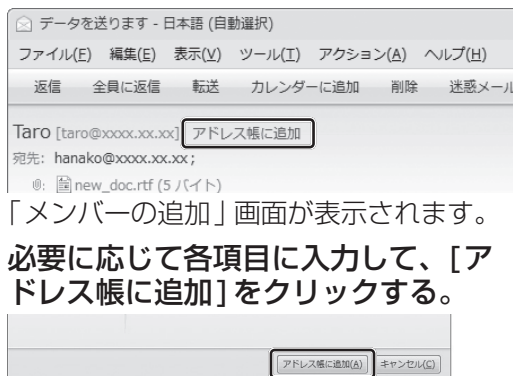 データを送ります - 日本語 (自動選択)
ファイル(F) 編集(E) 表示(V) ツール(T) アクション(A) ヘルプ(H)
返信 全員に返信 転送 カレンダーに追加 削除 迷惑メール
Taro [taro@xxxx.xx.xx] アドレス帳に追加
宛先: hanako@xxxx.xx.xx ;
new_doc.rtf (5 バイト)
「メンバーの追加」画面が表示されます。
必要に応じて各項目に入力して、[ア
ドレス帳に追加]をクリックする。
アドレス帳に追加(A) キャンセル(C)